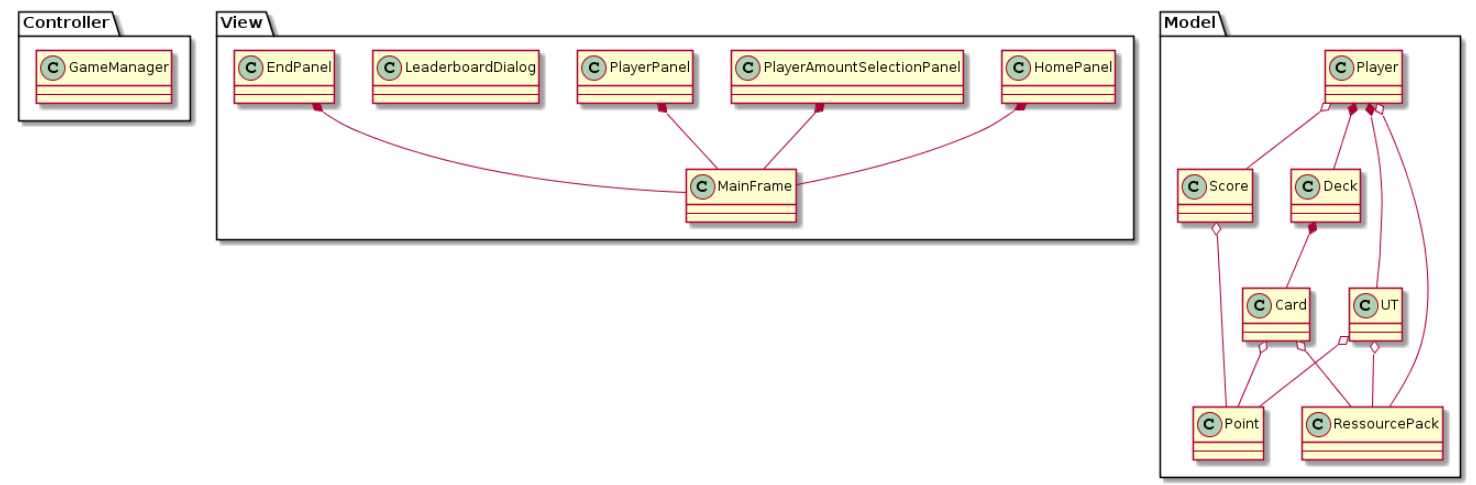 Controller
C GameManager
View
C EndPanel
C LeaderboardDialog
C PlayerPanel
C PlayerAmountSelectionPanel
C HomePanel
C MainFrame
Model
C Player
C Score
C Deck
C Card
C UT
C Point
C RessourcePack